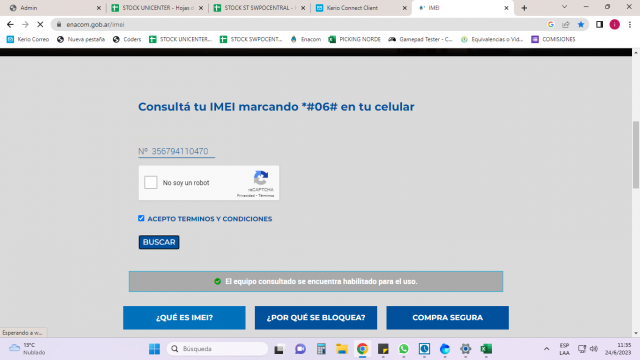 Admin
STOCK UNICENTER - Hojas d
STOCK ST SWPOCENTRAL -
Kerio Connect Client
IMEI
enacom.gob.ar/imei
Kerio Correo
Nueva pestaña
Coders
STOCK UNICENTER...
STOCK SWPOCENT...
Enacom
PICKING NORDE
Gamepad Tester - C...
Equivalencias o Vid...
COMISIONES
Consultá tu IMEI marcando *#06# en tu celular
Nº 356794110470
No soy un robot
reCAPTCHA
Privacidad - Términos
ACEPTO TERMINOS Y CONDICIONES
BUSCAR
El equipo consultado se encuentra habilitado para el uso.
¿QUÉ ES IMEI?
¿POR QUÉ SE BLOQUEA?
COMPRA SEGURA
Esperando a w...
13°C
Nublado
Búsqueda
ESP
LAA
11:35
24/6/2023